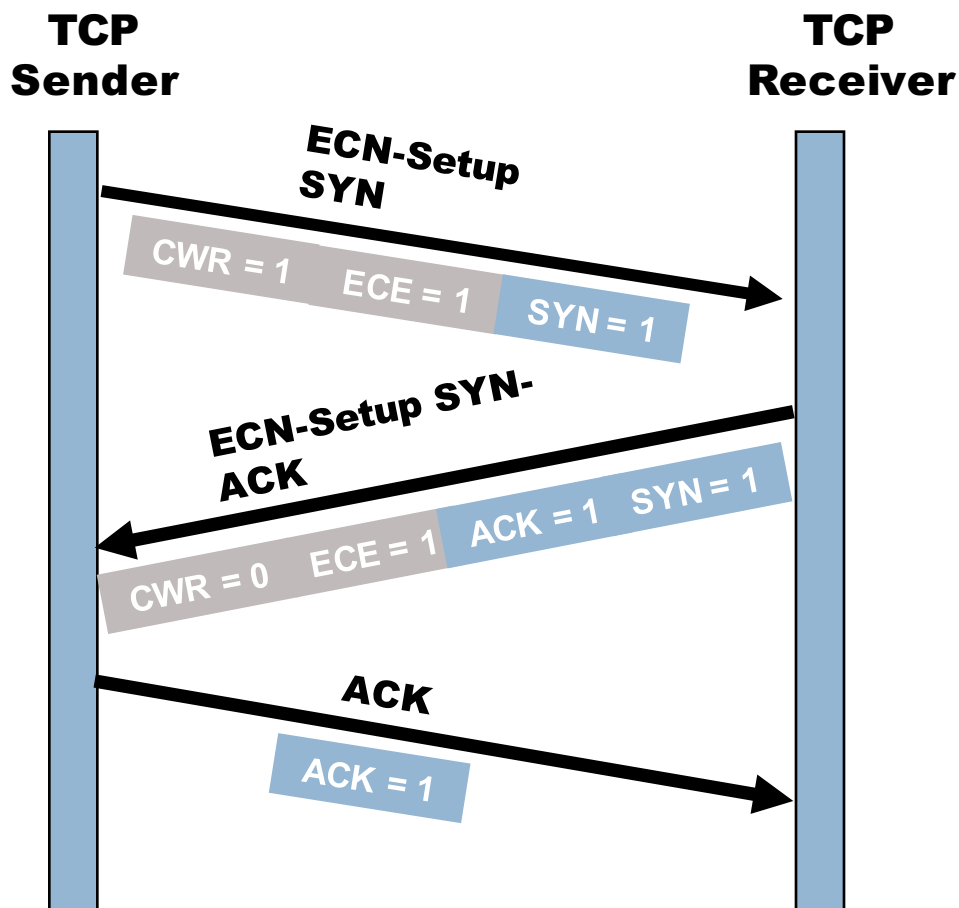 TCP
Sender
TCP
Receiver
ECN-Setup
SYN
CWR = 1 ECE = 1 SYN = 1
ECN-Setup SYN-
ACK
CWR = 0 ECE = 1 ACK = 1 SYN = 1
ACK
ACK = 1